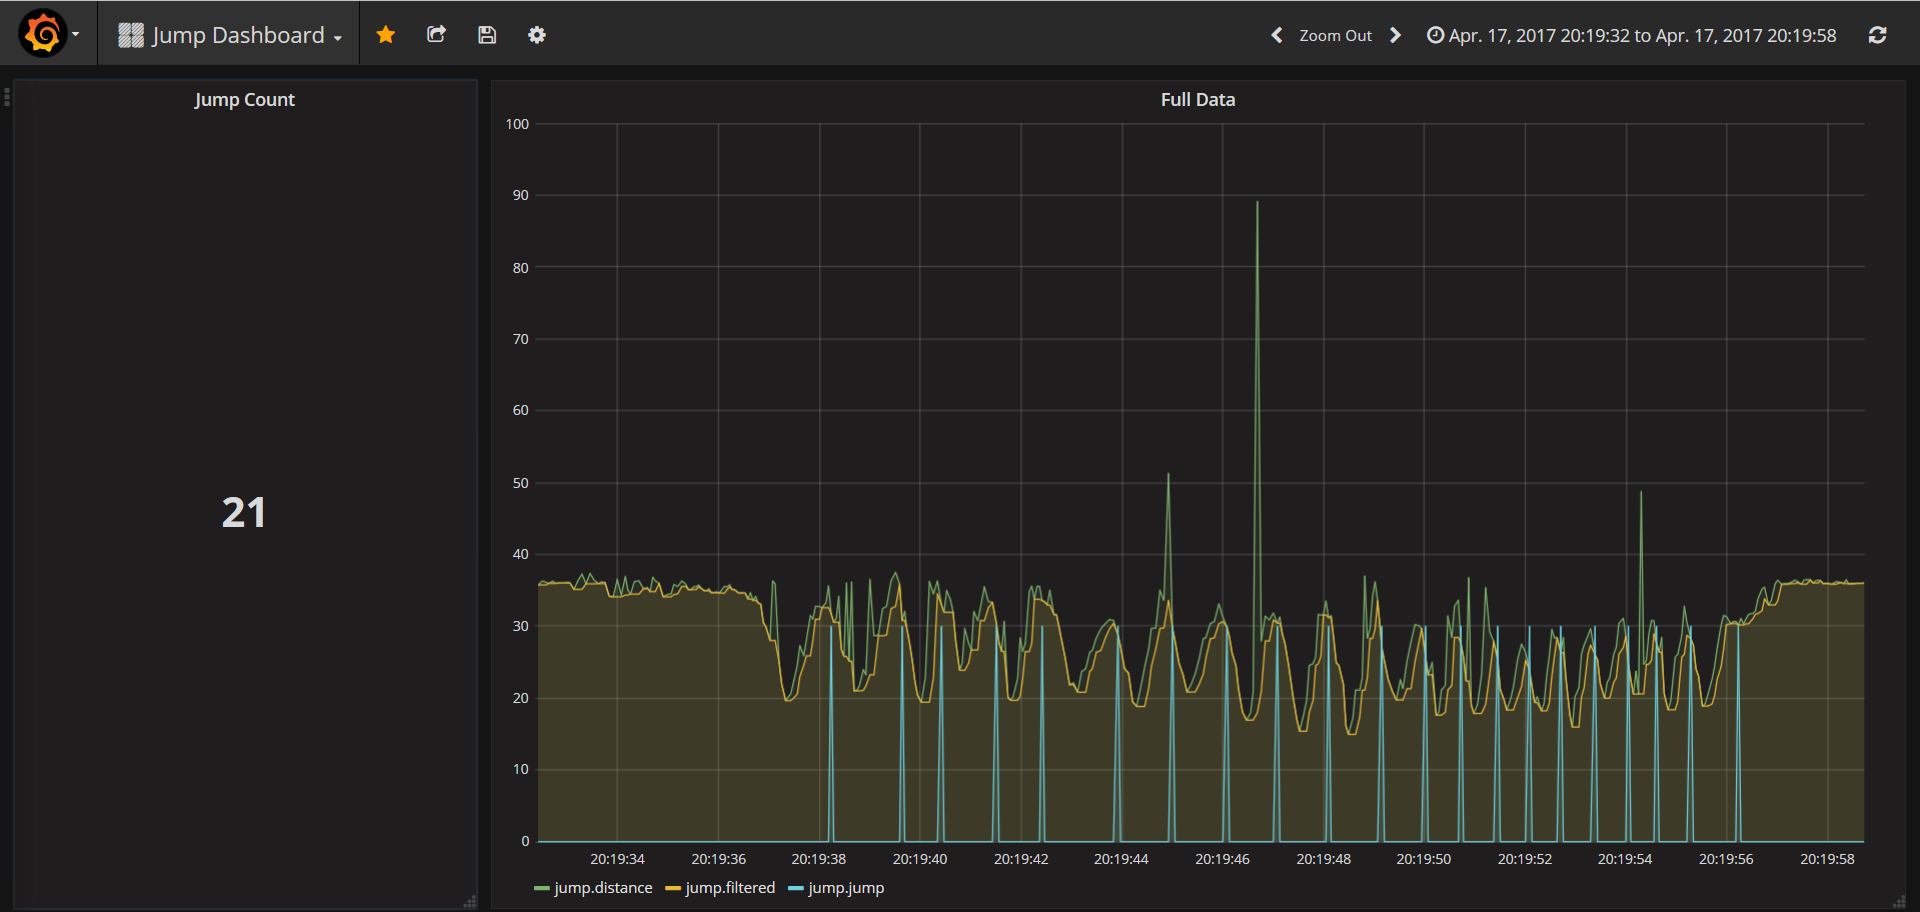 Jump Dashboard
Zoom Out
Apr. 17, 2017 20:19:32 to Apr. 17, 2017 20:19:58
Jump Count
21
Full Data
100
90
80
70
60
50
40
30
20
10
0
20:19:34 20:19:36 20:19:38 20:19:40 20:19:42 20:19:44 20:19:46 20:19:48 20:19:50 20:19:52 20:19:54 20:19:56 20:19:58
jump.distance jump.filtered jump.jump